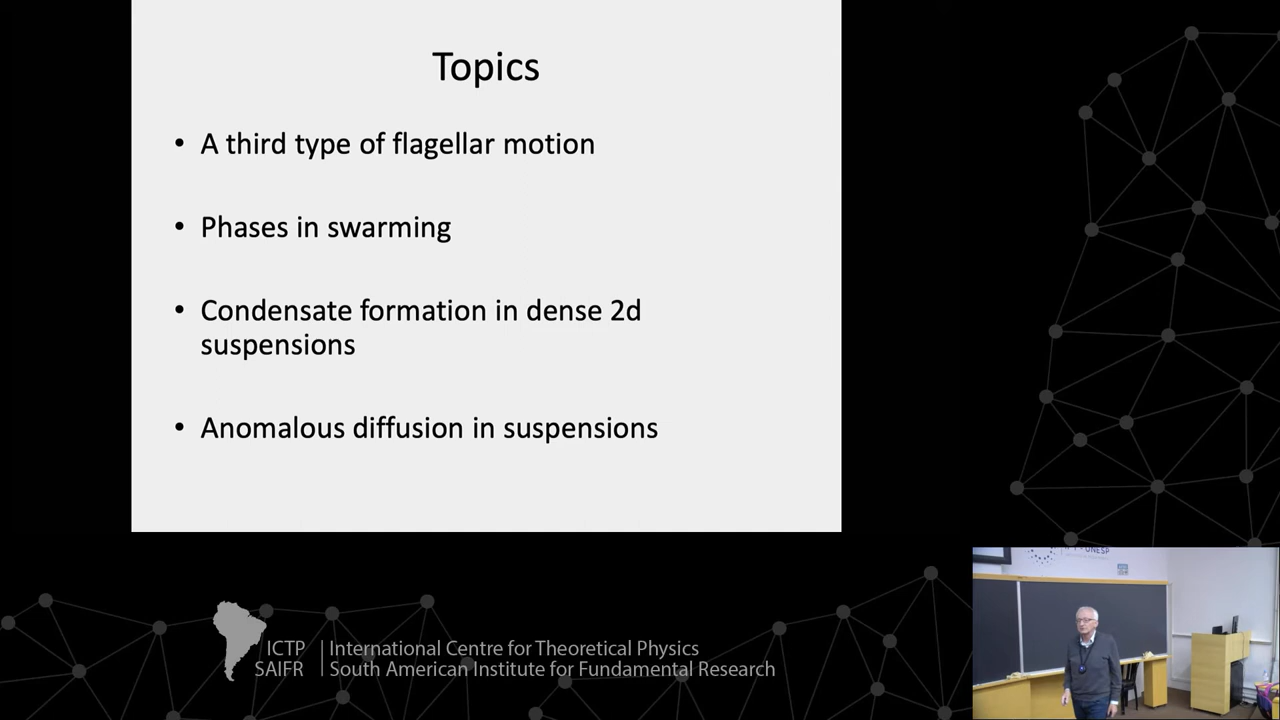 Topics
• A third type of flagellar motion
• Phases in swarming
• Condensate formation in dense 2d
suspensions
• Anomalous diffusion in suspensions
ICTP
SAIFR
International Centre for Theoretical Physics
South American Institute for Fundamental Research
UNESP